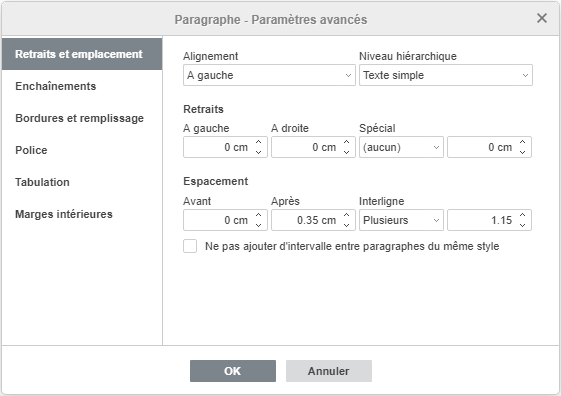 Paragraphe - Paramètres avancés
Retraits et emplacement
Enchaînements
Bordures et remplissage
Police
Tabulation
Marges intérieures
Alignement Niveau hiérarchique
A gauche Texte simple
Retraits
A gauche A droite Spécial
0 cm 0 cm (aucun) 0 cm
Espacement
Avant Après Interligne
0 cm 0.35 cm Plusieurs 1.15
Ne pas ajouter d'intervalle entre paragraphes du même style
OK Annuler